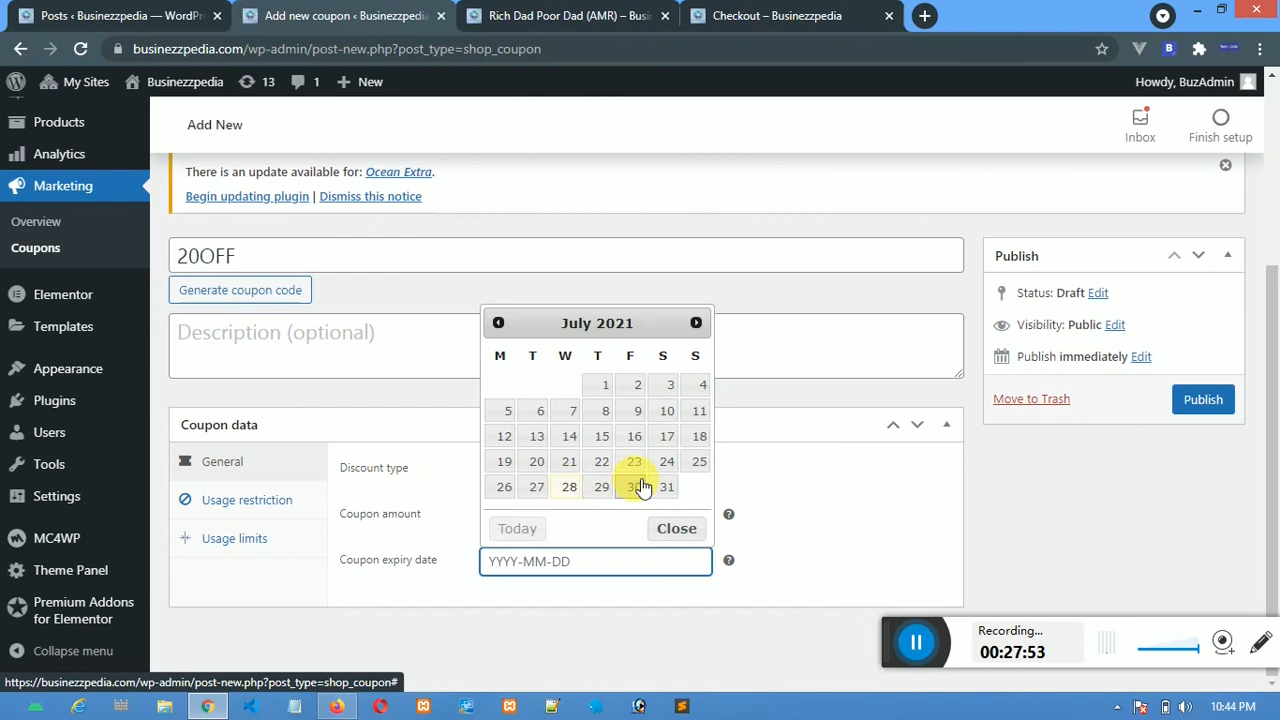 Posts ‹ Businezzpedia — WordPr
Add new coupon ‹ Businezzpedia
Rich Dad Poor Dad (AMR) – Busin
Checkout – Businezzpedia
businezzpedia.com/wp-admin/post-new.php?post_type=shop_coupon
My Sites
Businezzpedia
13
1
New
Howdy, BuzAdmin
Products
Analytics
Marketing
Overview
Coupons
Elementor
Templates
Appearance
Plugins
Users
Tools
Settings
MC4WP
Theme Panel
Premium Addons
for Elementor
Collapse menu
Add New
Inbox
Finish setup
There is an update available for: Ocean Extra.
Begin updating plugin | Dismiss this notice
20OFF
Generate coupon code
Description (optional)
Coupon data
General
Usage restriction
Usage limits
Discount type
Coupon amount
Coupon expiry date
July 2021
M T W T F S S
1 2 3 4
5 6 7 8 9 10 11
12 13 14 15 16 17 18
19 20 21 22 23 24 25
26 27 28 29 30 31
Today
Close
YYYY-MM-DD
Publish
Status: Draft Edit
Visibility: Public Edit
Publish immediately Edit
Move to Trash
Publish
Recording...
00:27:53
https://businezzpedia.com/wp-admin/post-new.php?post_type=shop_coupon#
10:44 PM